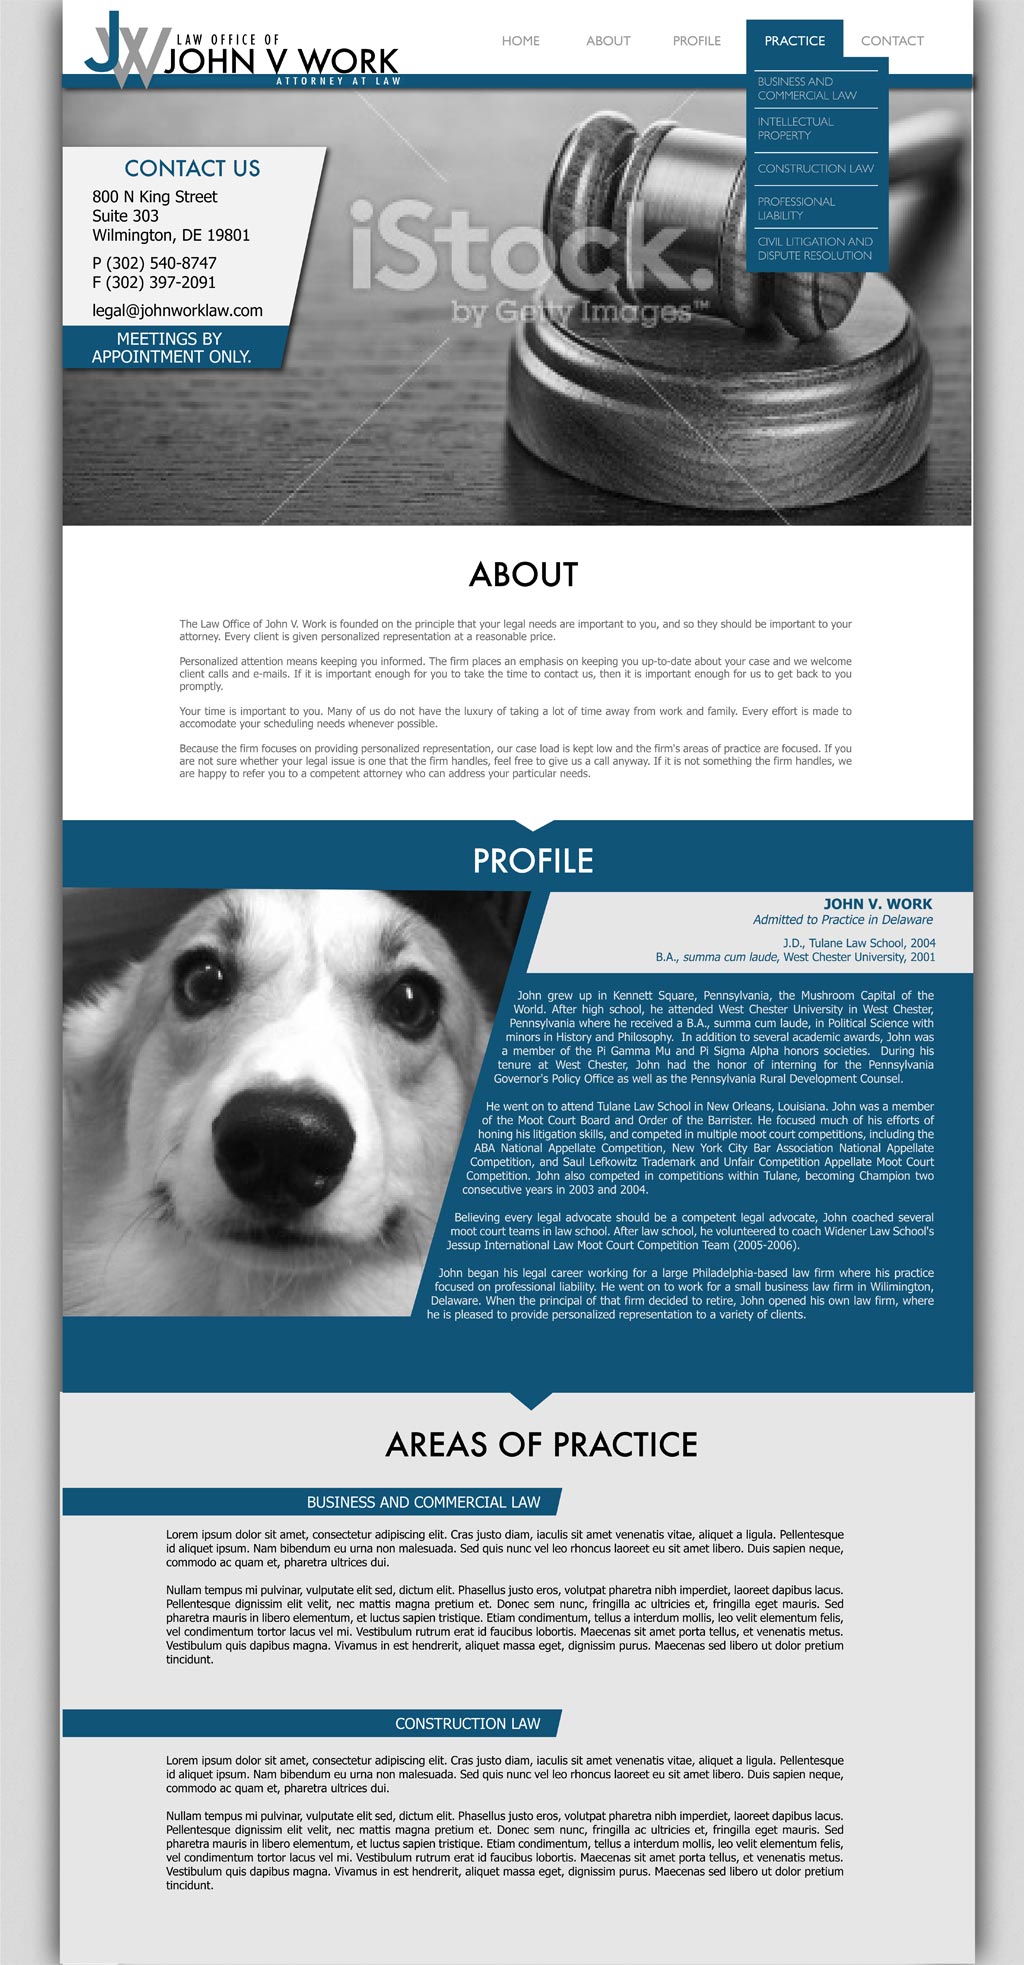 LAW OFFICE OF
JOHN V WORK
ATTORNEY AT LAW
JW
HOME ABOUT PROFILE PRACTICE CONTACT
BUSINESS AND
COMMERCIAL LAW
INTELLECTUAL
PROPERTY
CONSTRUCTION LAW
PROFESSIONAL
LIABILITY
CIVIL LITIGATION AND
DISPUTE RESOLUTION
CONTACT US
800 N King Street
Suite 303
Wilmington, DE 19801
P (302) 540-8747
F (302) 397-2091
legal@johnworklaw.com
MEETINGS BY
APPOINTMENT ONLY.
iStock.
by Getty Images™
ABOUT
The Law Office of John V. Work is founded on the principle that your legal needs are important to you, and so they should be important to your
attorney. Every client is given personalized representation at a reasonable price.
Personalized attention means keeping you informed. The firm places an emphasis on keeping you up-to-date about your case and we welcome
client calls and e-mails. If it is important enough for you to take the time to contact us, then it is important enough for us to get back to you
promptly.
Your time is important to you. Many of us do not have the luxury of taking a lot of time away from work and family. Every effort is made to
accomodate your scheduling needs whenever possible.
Because the firm focuses on providing personalized representation, our case load is kept low and the firm's areas of practice are focused. If you
are not sure whether your legal issue is one that the firm handles, feel free to give us a call anyway. If it is not something the firm handles, we
are happy to refer you to a competent attorney who can address your particular needs.
PROFILE
JOHN V. WORK
Admitted to Practice in Delaware
J.D., Tulane Law School, 2004
B.A., summa cum laude, West Chester University, 2001
John grew up in Kennett Square, Pennsylvania, the Mushroom Capital of the
World. After high school, he attended West Chester University in West Chester,
Pennsylvania where he received a B.A., summa cum laude, in Political Science with
minors in History and Philosophy. In addition to several academic awards, John was
a member of the Pi Gamma Mu and Pi Sigma Alpha honors societies. During his
tenure at West Chester, John had the honor of interning for the Pennsylvania
Governor's Policy Office as well as the Pennsylvania Rural Development Counsel.
He went on to attend Tulane Law School in New Orleans, Louisiana. John was a member
of the Moot Court Board and Order of the Barrister. He focused much of his efforts of
honing his litigation skills, and competed in multiple moot court competitions, including the
ABA National Appellate Competition, New York City Bar Association National Appellate
Competition, and Saul Lefkowitz Trademark and Unfair Competition Appellate Moot Court
Competition. John also competed in competitions within Tulane, becoming Champion two
consecutive years in 2003 and 2004.
Believing every legal advocate should be a competent legal advocate, John coached several
moot court teams in law school. After law school, he volunteered to coach Widener Law School's
Jessup International Law Moot Court Competition Team (2005-2006).
John began his legal career working for a large Philadelphia-based law firm where his practice
focused on professional liability. He went on to work for a small business law firm in Wilimington,
Delaware. When the principal of that firm decided to retire, John opened his own law firm, where
he is pleased to provide personalized representation to a variety of clients.
AREAS OF PRACTICE
BUSINESS AND COMMERCIAL LAW
Lorem ipsum dolor sit amet, consectetur adipiscing elit. Cras justo diam, iaculis sit amet venenatis vitae, aliquet a ligula. Pellentesque
id aliquet ipsum. Nam bibendum eu urna non malesuada. Sed quis nunc vel leo rhoncus laoreet eu sit amet libero. Duis sapien neque,
commodo ac quam et, pharetra ultrices dui.
Nullam tempus mi pulvinar, vulputate elit sed, dictum elit. Phasellus justo eros, volutpat pharetra nibh imperdiet, laoreet dapibus lacus.
Pellentesque dignissim elit velit, nec mattis magna pretium et. Donec sem nunc, fringilla ac ultricies et, fringilla eget mauris. Sed
pharetra mauris in libero elementum, et luctus sapien tristique. Etiam condimentum, tellus a interdum mollis, leo velit elementum felis,
vel condimentum tortor lacus vel mi. Vestibulum rutrum erat id faucibus lobortis. Maecenas sit amet porta tellus, et venenatis metus.
Vestibulum quis dapibus magna. Vivamus in est hendrerit, aliquet massa eget, dignissim purus. Maecenas sed libero ut dolor pretium
tincidunt.
CONSTRUCTION LAW
Lorem ipsum dolor sit amet, consectetur adipiscing elit. Cras justo diam, iaculis sit amet venenatis vitae, aliquet a ligula. Pellentesque
id aliquet ipsum. Nam bibendum eu urna non malesuada. Sed quis nunc vel leo rhoncus laoreet eu sit amet libero. Duis sapien neque,
commodo ac quam et, pharetra ultrices dui.
Nullam tempus mi pulvinar, vulputate elit sed, dictum elit. Phasellus justo eros, volutpat pharetra nibh imperdiet, laoreet dapibus lacus.
Pellentesque dignissim elit velit, nec mattis magna pretium et. Donec sem nunc, fringilla ac ultricies et, fringilla eget mauris. Sed
pharetra mauris in libero elementum, et luctus sapien tristique. Etiam condimentum, tellus a interdum mollis, leo velit elementum felis,
vel condimentum tortor lacus vel mi. Vestibulum rutrum erat id faucibus lobortis. Maecenas sit amet porta tellus, et venenatis metus.
Vestibulum quis dapibus magna. Vivamus in est hendrerit, aliquet massa eget, dignissim purus. Maecenas sed libero ut dolor pretium
tincidunt.